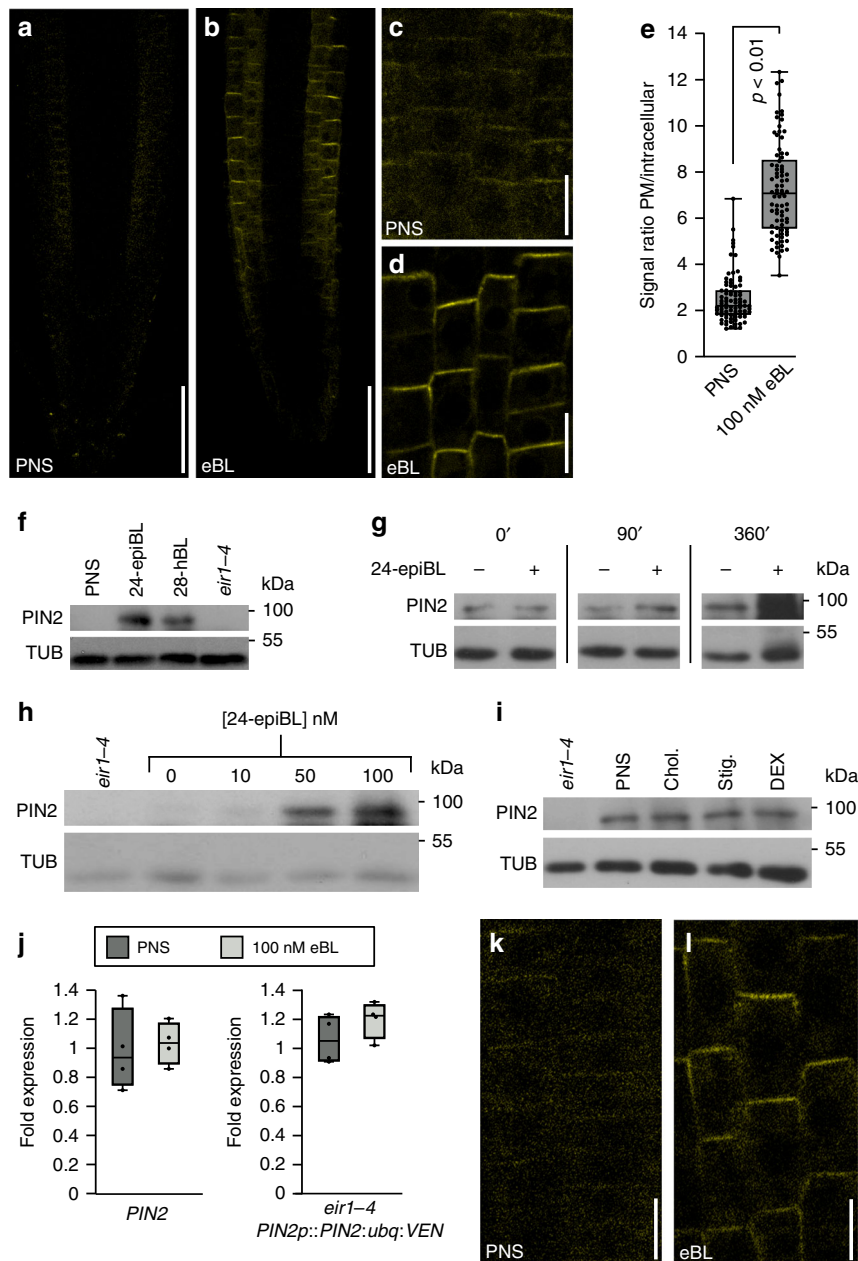 a
PNS
b
eBL
c
PNS
d
eBL
e
Signal ratio PM/intracellular
14
12
10
8
6
4
2
0
p < 0.01
PNS
100 nM eBL
f
PNS
24-epiBL
28-hBL
eir1–4
kDa
PIN2
100
55
TUB
g
0′ 90′ 360′
24-epiBL – + – + – + kDa
PIN2
100
55
TUB
h
[24-epiBL] nM
eir1–4
0 10 50 100 kDa
PIN2
100
55
TUB
i
eir1–4
PNS
Chol.
Stig.
DEX
kDa
PIN2
100
55
TUB
j
PNS 100 nM eBL
Fold expression
1.4
1.2
1
0.8
0.6
0.4
0.2
0
PIN2
Fold expression
1.4
1.2
1
0.8
0.6
0.4
0.2
0
eir1–4
PIN2p::PIN2:ubq:VEN
k
PNS
l
eBL